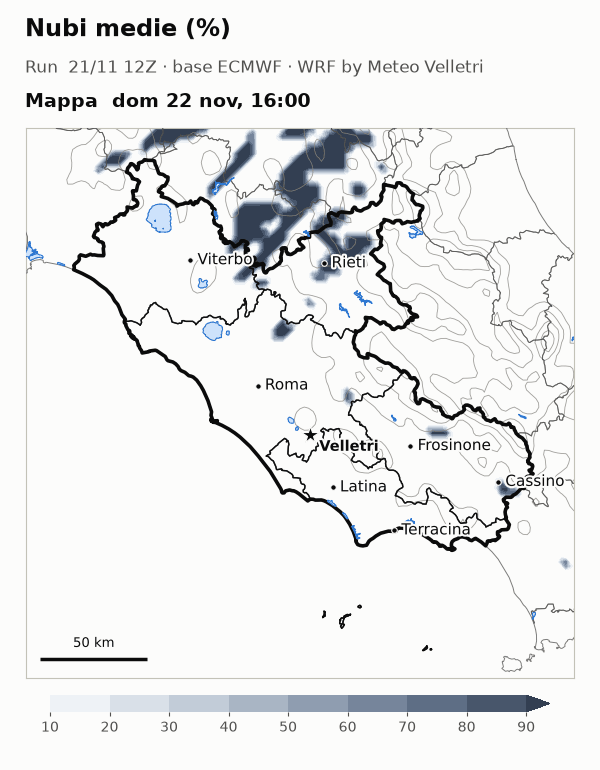 Nubi medie (%)
Run  21/11 12Z · base ECMWF · WRF by Meteo Velletri
Mappa  dom 22 nov, 16:00
Viterbo
Rieti
Roma
Velletri
Frosinone
Latina
Cassino
Terracina
50 km
10 20 30 40 50 60 70 80 90